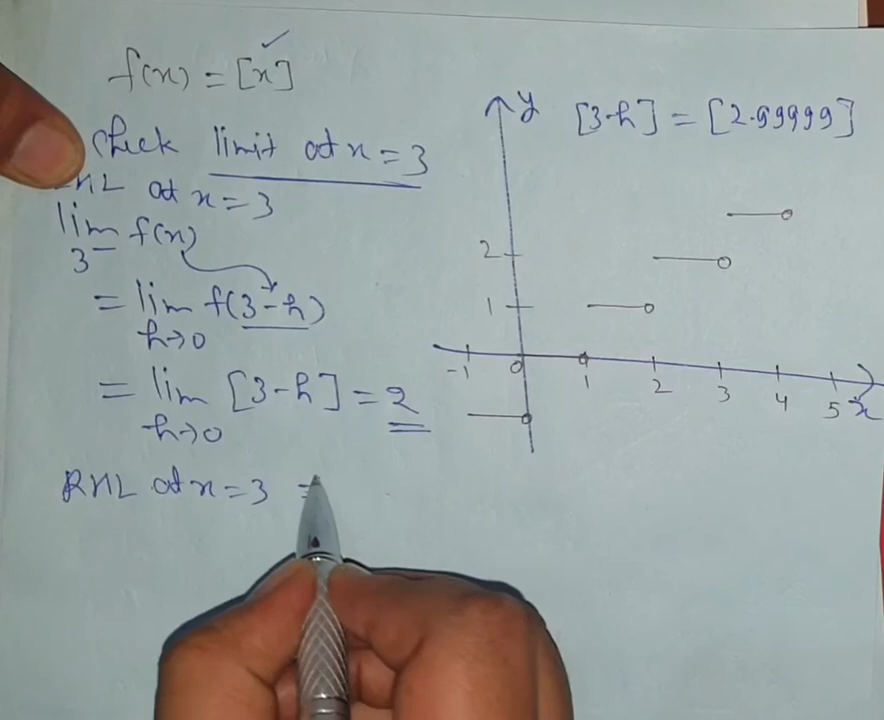 f(x) = [x] ✓
Check limit at x = 3
LHL at x = 3
lim f(x)
3⁻
= lim f(3-h)
h→0
= lim [3-h] = 2
h→0
RHL at x = 3 =
y
[3-h] = [2.99999]
2
1
-1 0 1 2 3 4 5 x